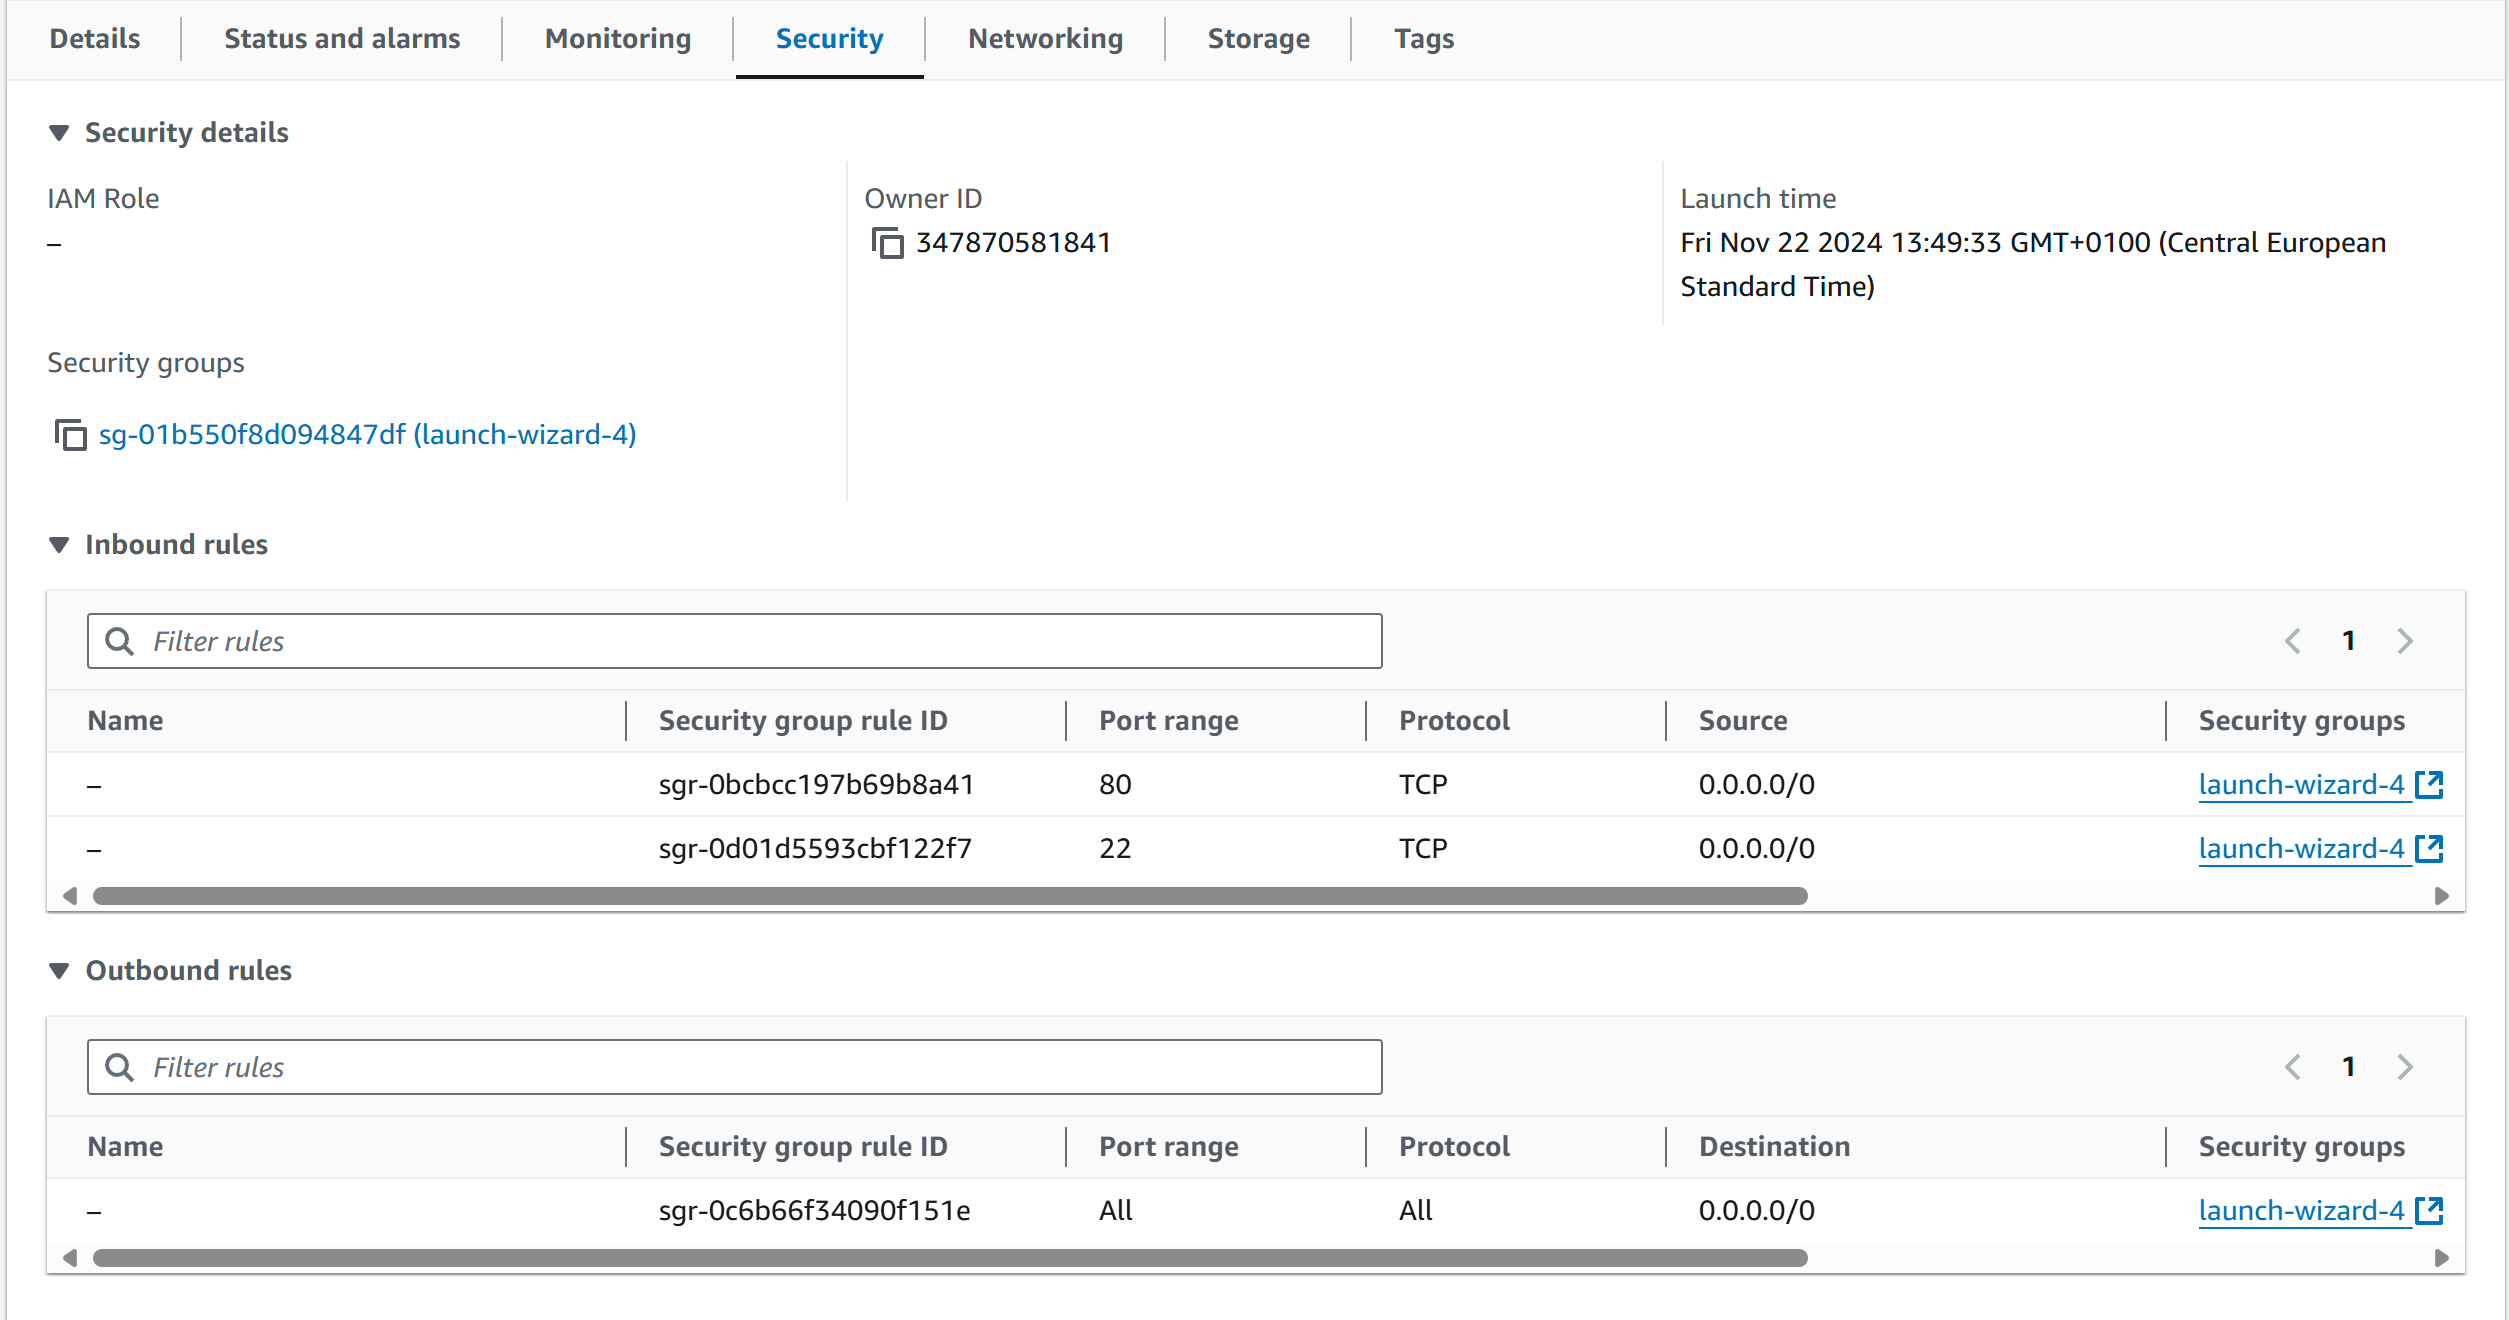 Details Status and alarms Monitoring Security Networking Storage Tags
Security details
IAM Role
–
Owner ID
347870581841
Launch time
Fri Nov 22 2024 13:49:33 GMT+0100 (Central European
Standard Time)
Security groups
sg-01b550f8d094847df (launch-wizard-4)
Inbound rules
Filter rules 1
Name Security group rule ID Port range Protocol Source Security groups
– sgr-0bcbcc197b69b8a41 80 TCP 0.0.0.0/0 launch-wizard-4
– sgr-0d01d5593cbf122f7 22 TCP 0.0.0.0/0 launch-wizard-4
Outbound rules
Filter rules 1
Name Security group rule ID Port range Protocol Destination Security groups
– sgr-0c6b66f34090f151e All All 0.0.0.0/0 launch-wizard-4